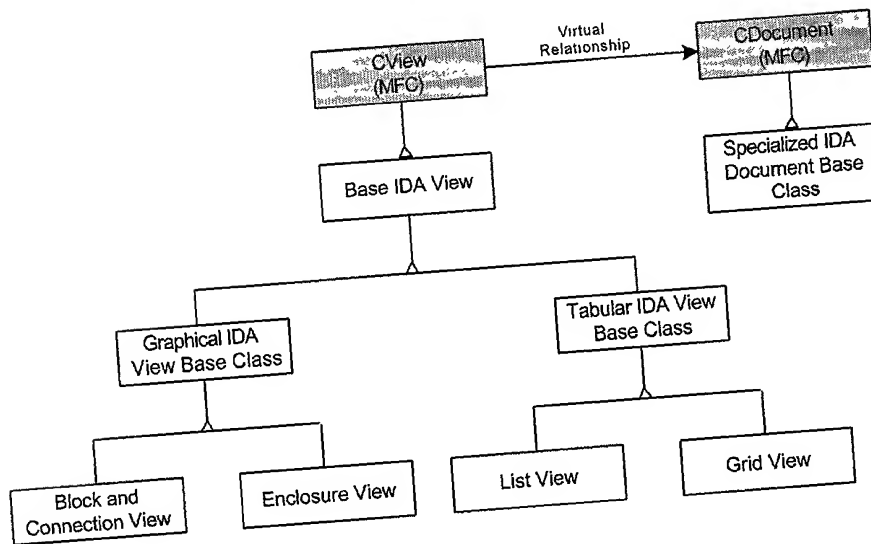 Virtual
Relationship
CView
(MFC)
CDocument
(MFC)
Base IDA View
Specialized IDA
Document Base
Class
Graphical IDA
View Base Class
Tabular IDA View
Base Class
Block and
Connection View
Enclosure View
List View
Grid View